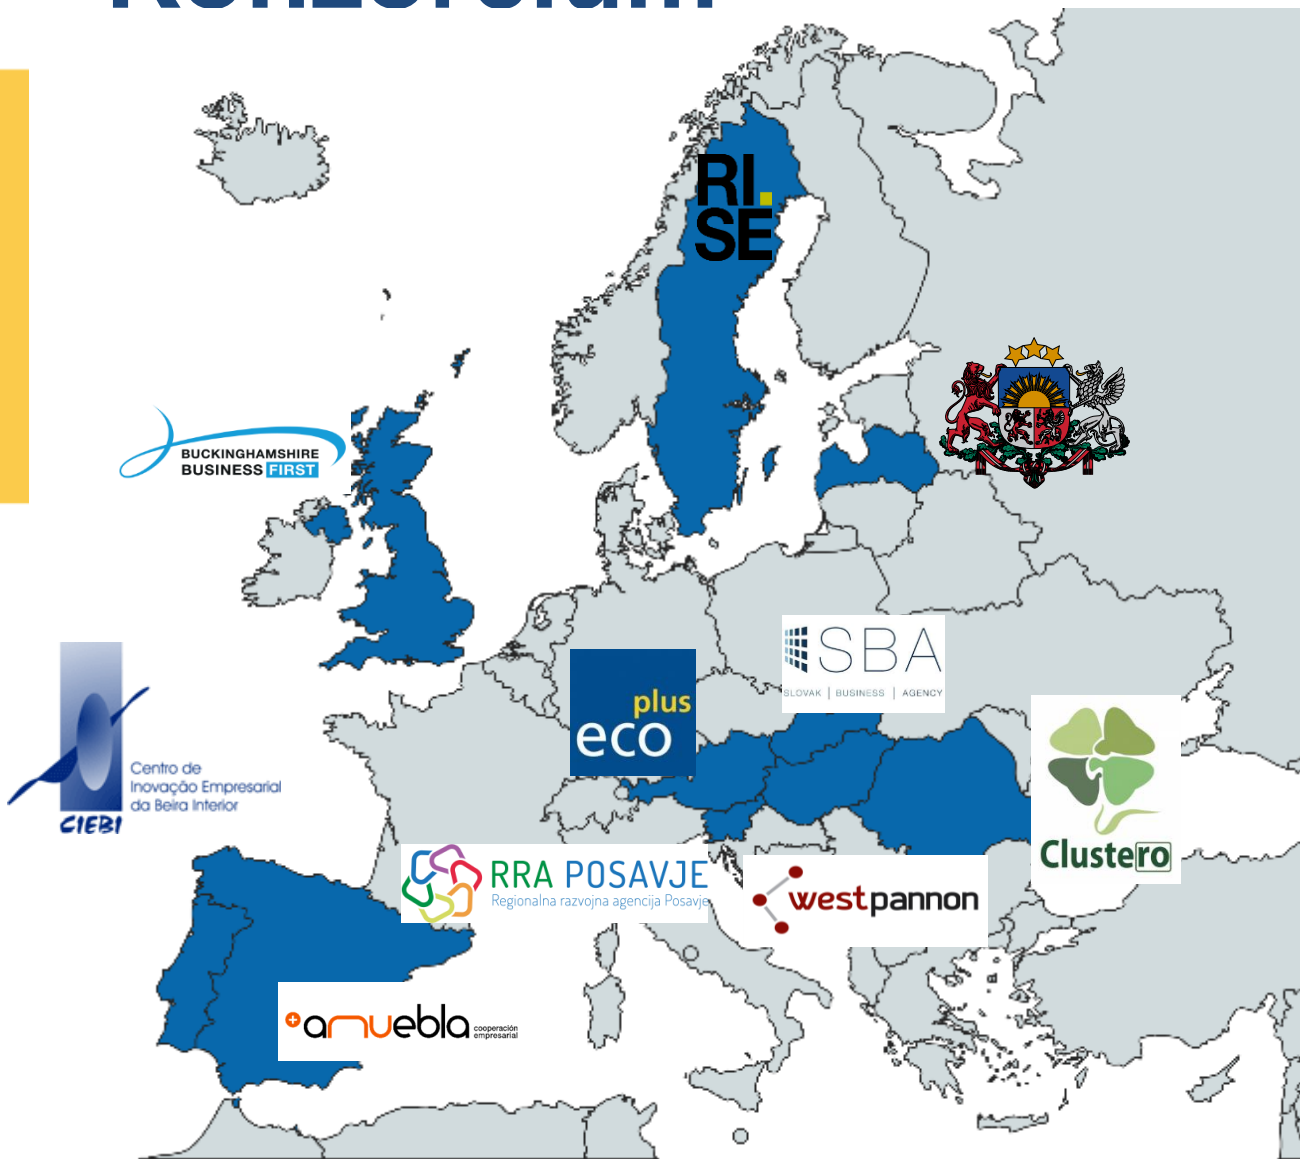 Konzorcium
RI.
SE
BUCKINGHAMSHIRE
BUSINESS FIRST
SBA
SLOVAK | BUSINESS | AGENCY
plus
eco
Centro de
Inovação Empresarial
da Beira Interior
CIEBI
Clustero
RRA POSAVJE
Regionalna razvojna agencija Posavje
westpannon
amuebla cooperación
empresarial